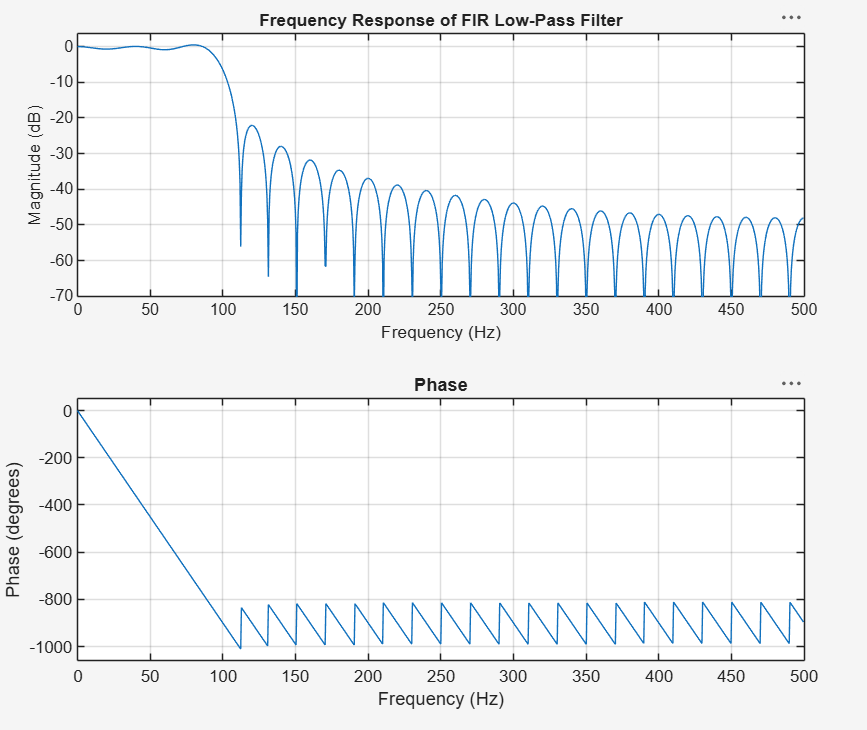 Frequency Response of FIR Low-Pass Filter
0
-10
-20
-30
-40
-50
-60
-70
Magnitude (dB)
0 50 100 150 200 250 300 350 400 450 500
Frequency (Hz)
Phase
0
-200
-400
-600
-800
-1000
Phase (degrees)
0 50 100 150 200 250 300 350 400 450 500
Frequency (Hz)